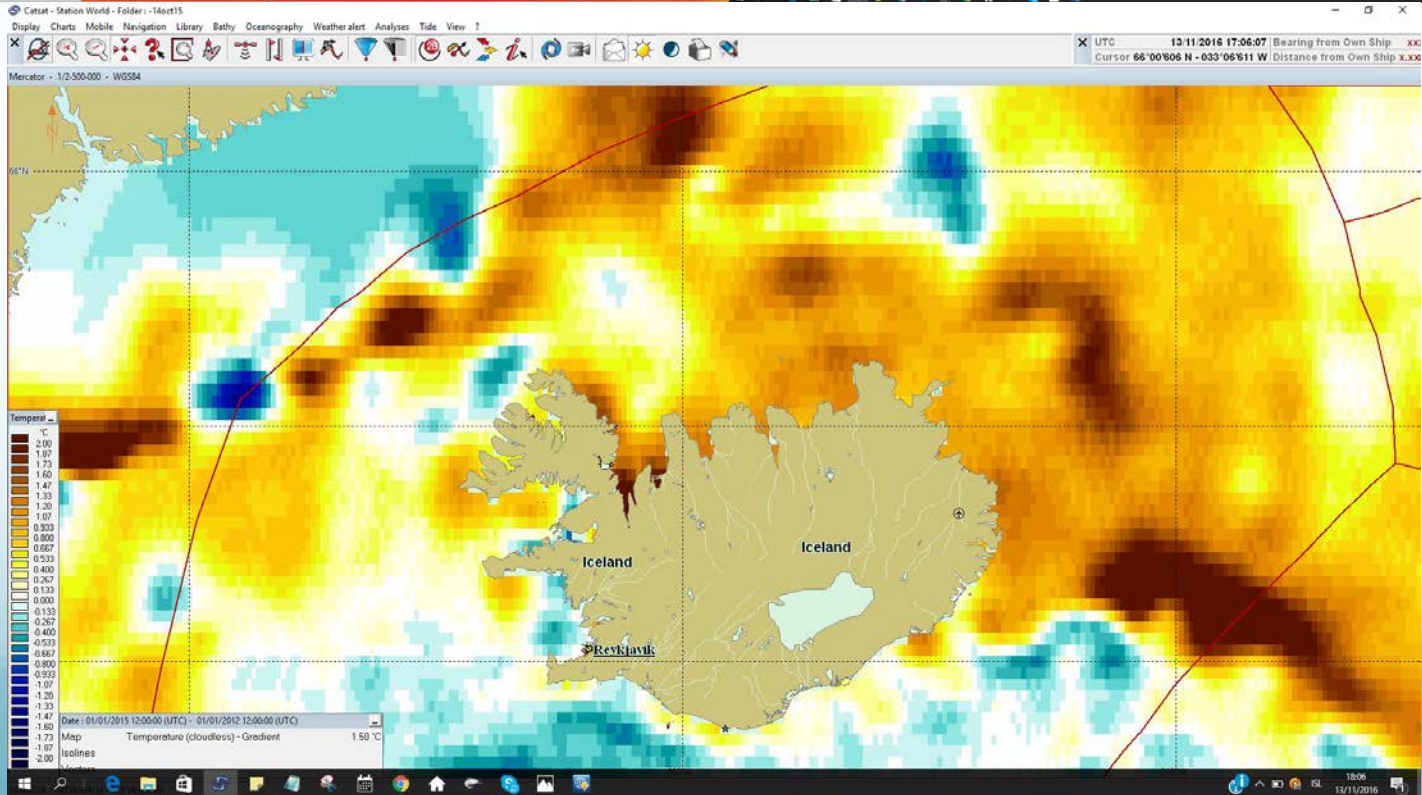 Catsat - Station World - Folder : -14oct15
Display Charts Mobile Navigation Library Bathy Oceanography Weather alert Analyses Tide View ?
UTC 13/11/2016 17:06:07 Bearing from Own Ship xx
Cursor 66°00'606 N - 033°06'611 W Distance from Own Ship x.xx
Mercator - 1/2-500-000 - WGS84
N
68°N
Temperat
°C
2.00
1.87
1.73
1.60
1.47
1.33
1.20
1.07
0.933
0.800
0.667
0.533
0.400
0.267
0.133
0.000
-0.133
-0.267
-0.400
-0.533
-0.667
-0.800
-0.933
-1.07
-1.20
-1.33
-1.47
-1.60
-1.73
-1.87
-2.00
Iceland
Iceland
Reykjavik
Date : 01/01/2015 12:00:00 (UTC) - 01/01/2012 12:00:00 (UTC)
Map Temperature (cloudless) - Gradient 1.50 °C
Isolines
ISL
18:06
13/11/2016